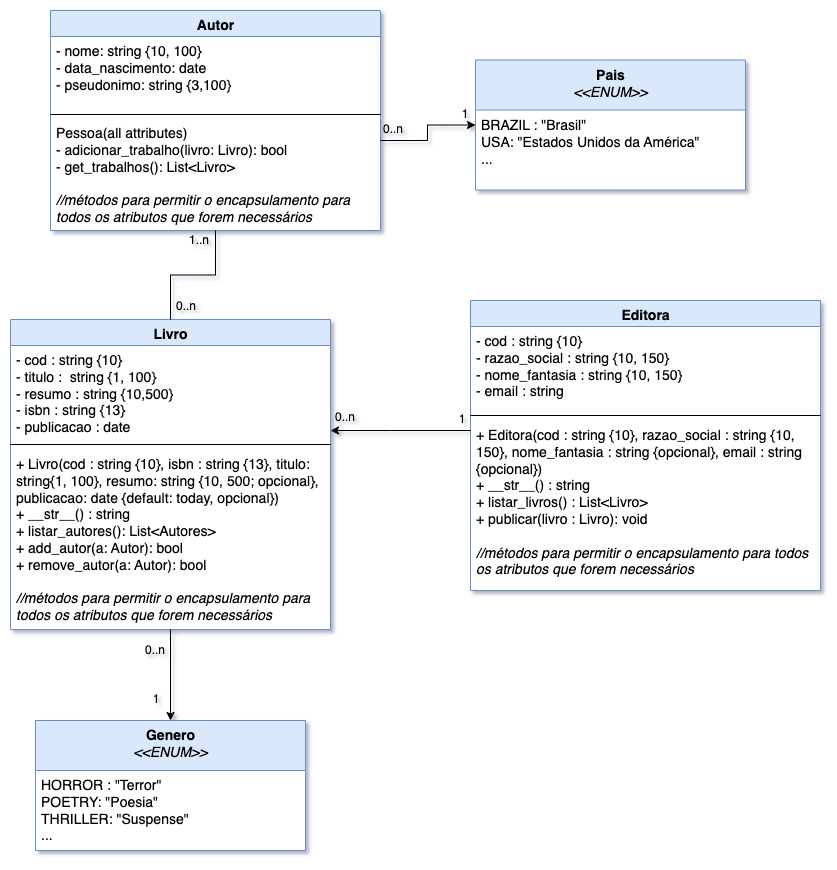 Autor
- nome: string {10, 100}
- data_nascimento: date
- pseudonimo: string {3,100}
Pessoa(all attributes)
- adicionar_trabalho(livro: Livro): bool
- get_trabalhos(): List<Livro>
//métodos para permitir o encapsulamento para
todos os atributos que forem necessários
0..n
1
Pais
<<ENUM>>
BRAZIL : "Brasil"
USA: "Estados Unidos da América"
...
1..n
0..n
Livro
- cod : string {10}
- titulo :  string {1, 100}
- resumo : string {10,500}
- isbn : string {13}
- publicacao : date
+ Livro(cod : string {10}, isbn : string {13}, titulo:
string{1, 100}, resumo: string {10, 500; opcional},
publicacao: date {default: today, opcional})
+ __str__() : string
+ listar_autores(): List<Autores>
+ add_autor(a: Autor): bool
+ remove_autor(a: Autor): bool
//métodos para permitir o encapsulamento para
todos os atributos que forem necessários
0..n
1
Editora
- cod : string {10}
- razao_social : string {10, 150}
- nome_fantasia : string {10, 150}
- email : string
+ Editora(cod : string {10}, razao_social : string {10,
150}, nome_fantasia : string {opcional}, email : string
{opcional})
+ __str__() : string
+ listar_livros() : List<Livro>
+ publicar(livro : Livro): void
//métodos para permitir o encapsulamento para todos
os atributos que forem necessários
0..n
1
Genero
<<ENUM>>
HORROR : "Terror"
POETRY: "Poesia"
THRILLER: "Suspense"
...